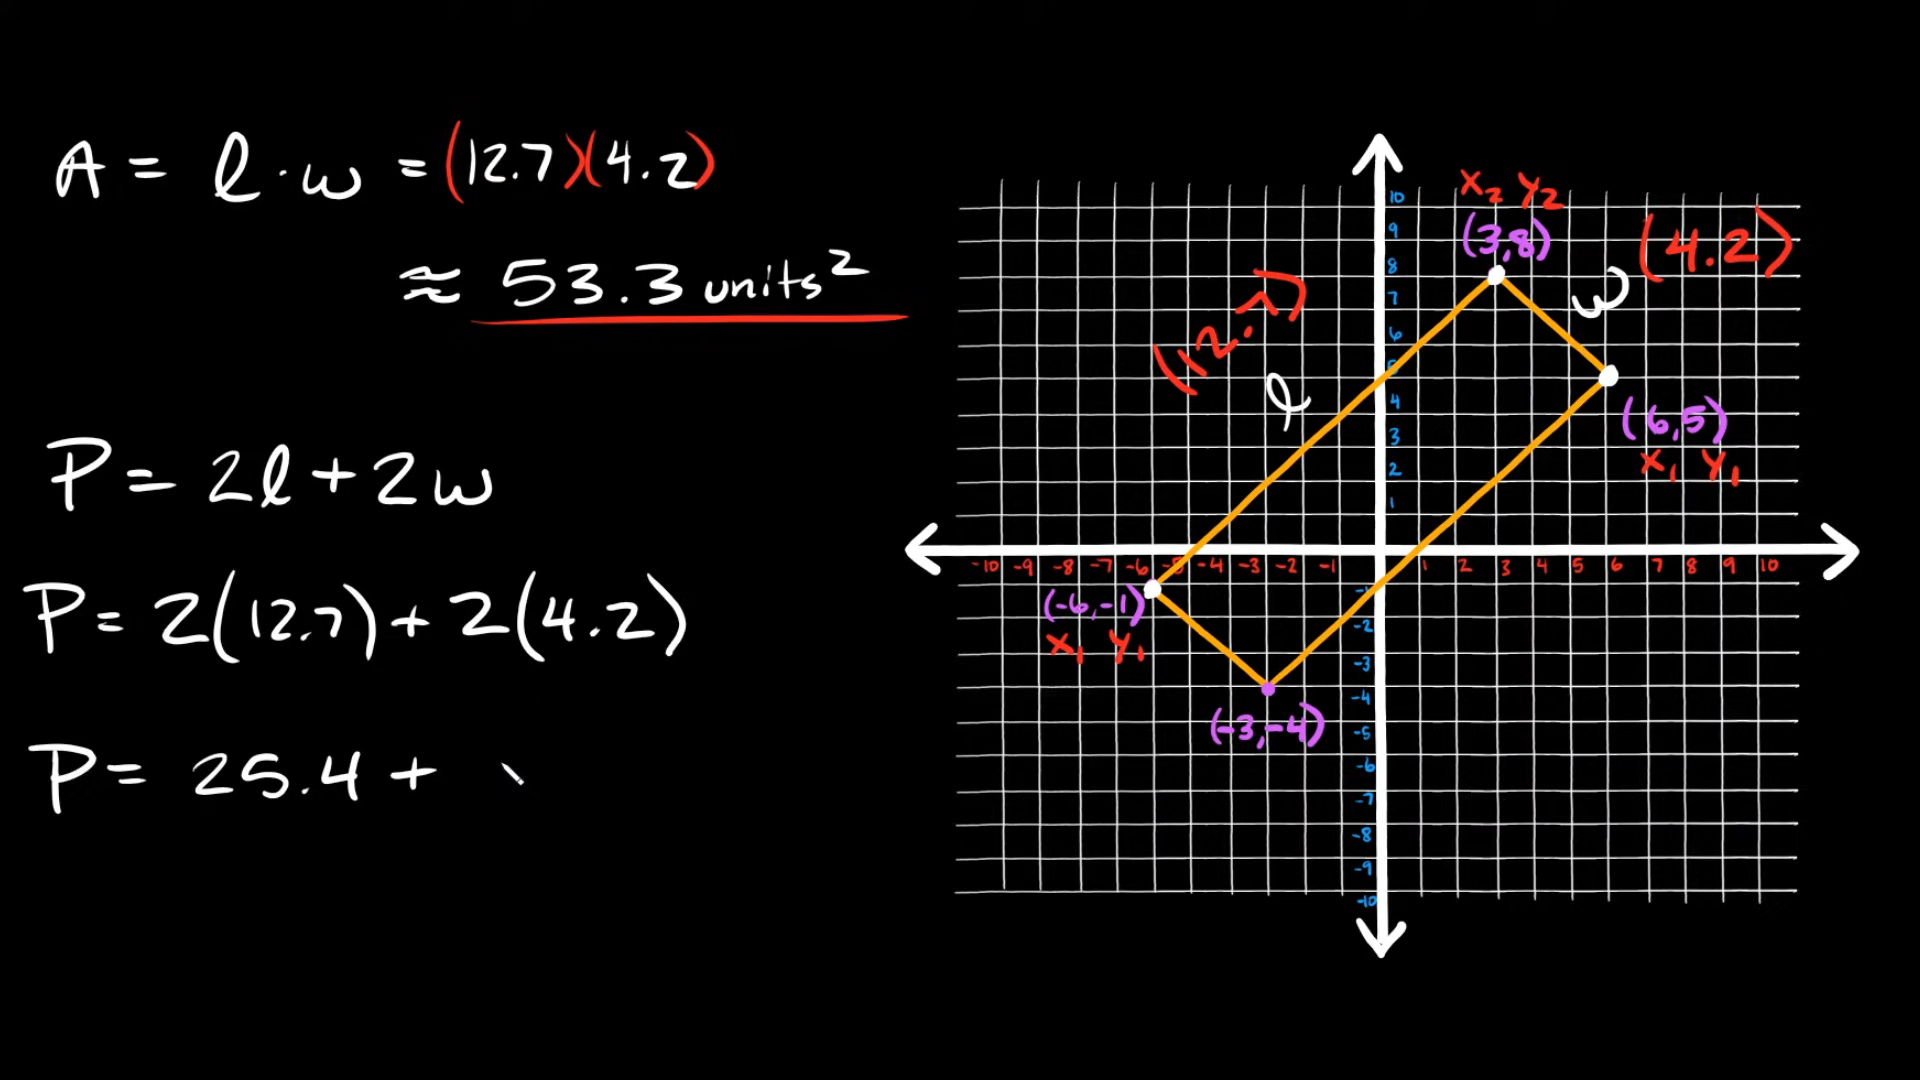 A = l · w = (12.7)(4.2)
≈ 53.3 units²
P = 2l + 2w
P = 2(12.7) + 2(4.2)
P = 25.4 +
x₂ y₂
(3,8)
(4.2)
w
(12.7)
l
(6,5)
x₁ y₁
(-6,-1)
x₁ y₁
(-3,-4)
10
9
8
7
6
5
4
3
2
1
-10 -9 -8 -7 -6 -5 -4 -3 -2 -1 1 2 3 4 5 6 7 8 9 10
-1
-2
-3
-4
-5
-6
-7
-8
-9
-10